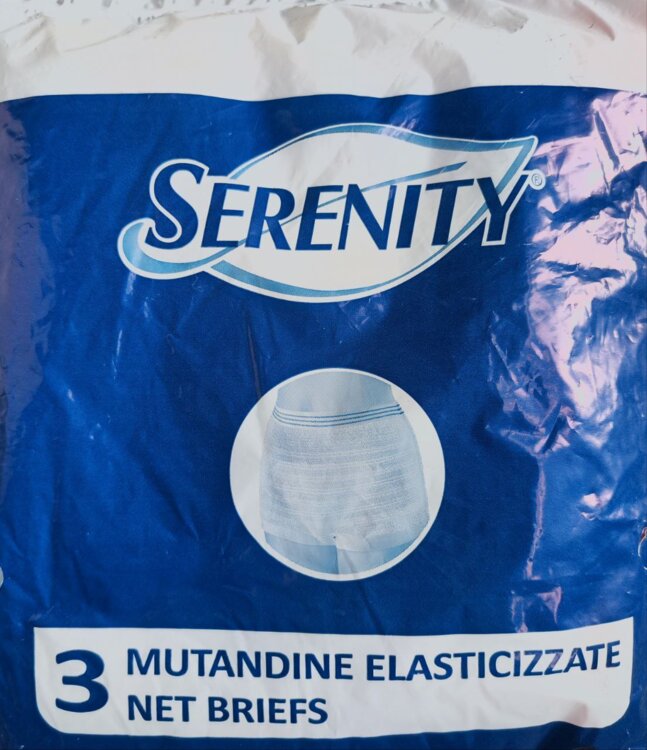 SERENITY®
3 MUTANDINE ELASTICIZZATE
NET BRIEFS